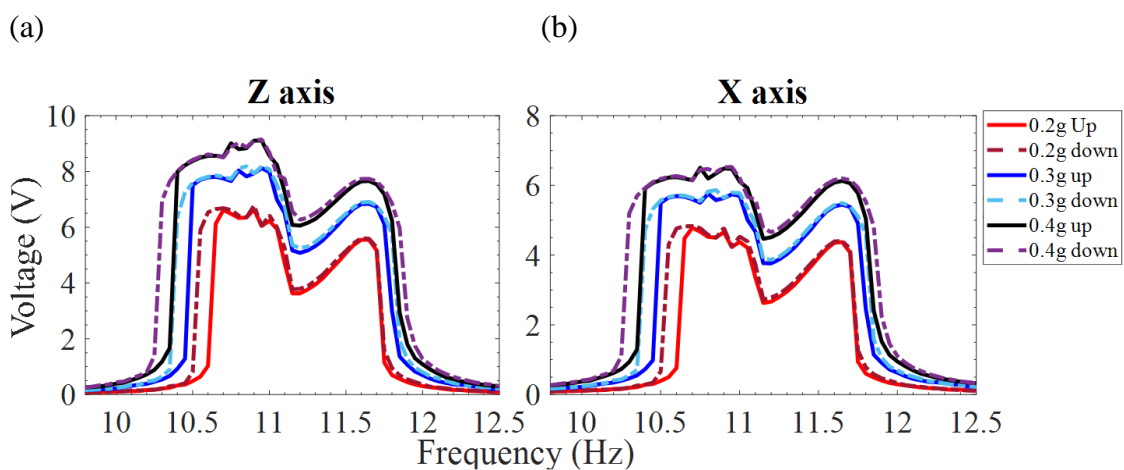 (a)
(b)
Z axis
X axis
10
8
6
4
2
0
10 10.5 11 11.5 12 12.5
8
6
4
2
0
10 10.5 11 11.5 12 12.5
Voltage (V)
Frequency (Hz)
0.2g Up
0.2g down
0.3g up
0.3g down
0.4g up
0.4g down